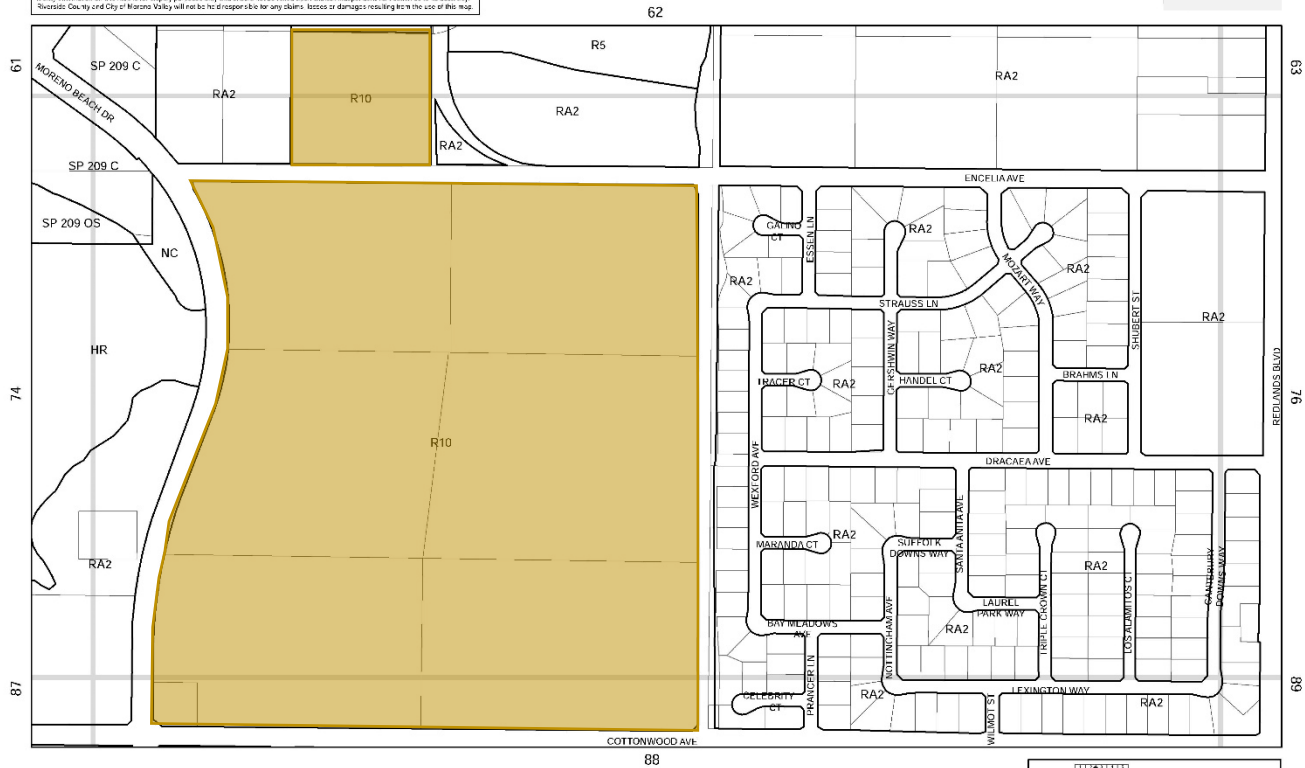 Riverside County and City of Moreno Valley will not be held responsible for any claims, losses or damages resulting from the use of this map.
62
61
63
SP 209 C
MORENO BEACH DR
RA2
R10
R5
RA2
RA2
RA2
SP 209 C
SP 209 OS
NC
HR
74
RA2
87
R10
ENCELIA AVE
GALINO
CT
ESSEN LN
RA2
RA2
MOZART WAY
RA2
STRAUSS LN
SHUBERT ST
RA2
GERSHWIN WAY
TRACER CT
RA2
HANDEL CT
RA2
BRAHMS LN
RA2
REDLANDS BLVD
76
DRACAEA AVE
WEXFORD AVE
MARANDA CT
RA2
SUFFOLK
DOWNS WAY
SANTA ANITA AVE
RA2
CANTERBURY
DOWNS WAY
LAUREL
PARK WAY
TRIPLE CROWN CT
LOS ALAMITOS CT
BAY MEADOWS
AVE
NOTTINGHAM AVE
RA2
PRANCER LN
CELEBRITY
CT
RA2
LEXINGTON WAY
RA2
WILMOT ST
89
COTTONWOOD AVE
88